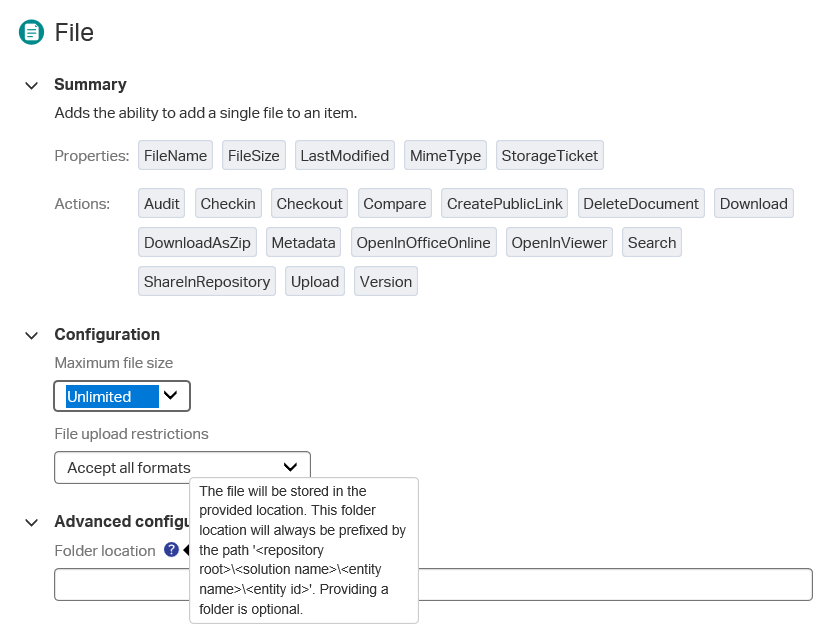 File
Summary
Adds the ability to add a single file to an item.
Properties: FileName FileSize LastModified MimeType StorageTicket
Actions: Audit Checkin Checkout Compare CreatePublicLink DeleteDocument Download
DownloadAsZip Metadata OpenInOfficeOnline OpenInViewer Search
ShareInRepository Upload Version
Configuration
Maximum file size
Unlimited
File upload restrictions
Accept all formats
Advanced configu
Folder location ?
The file will be stored in the
provided location. This folder
location will always be prefixed by
the path '<repository
root>\<solution name>\<entity
name>\<entity id>'. Providing a
folder is optional.